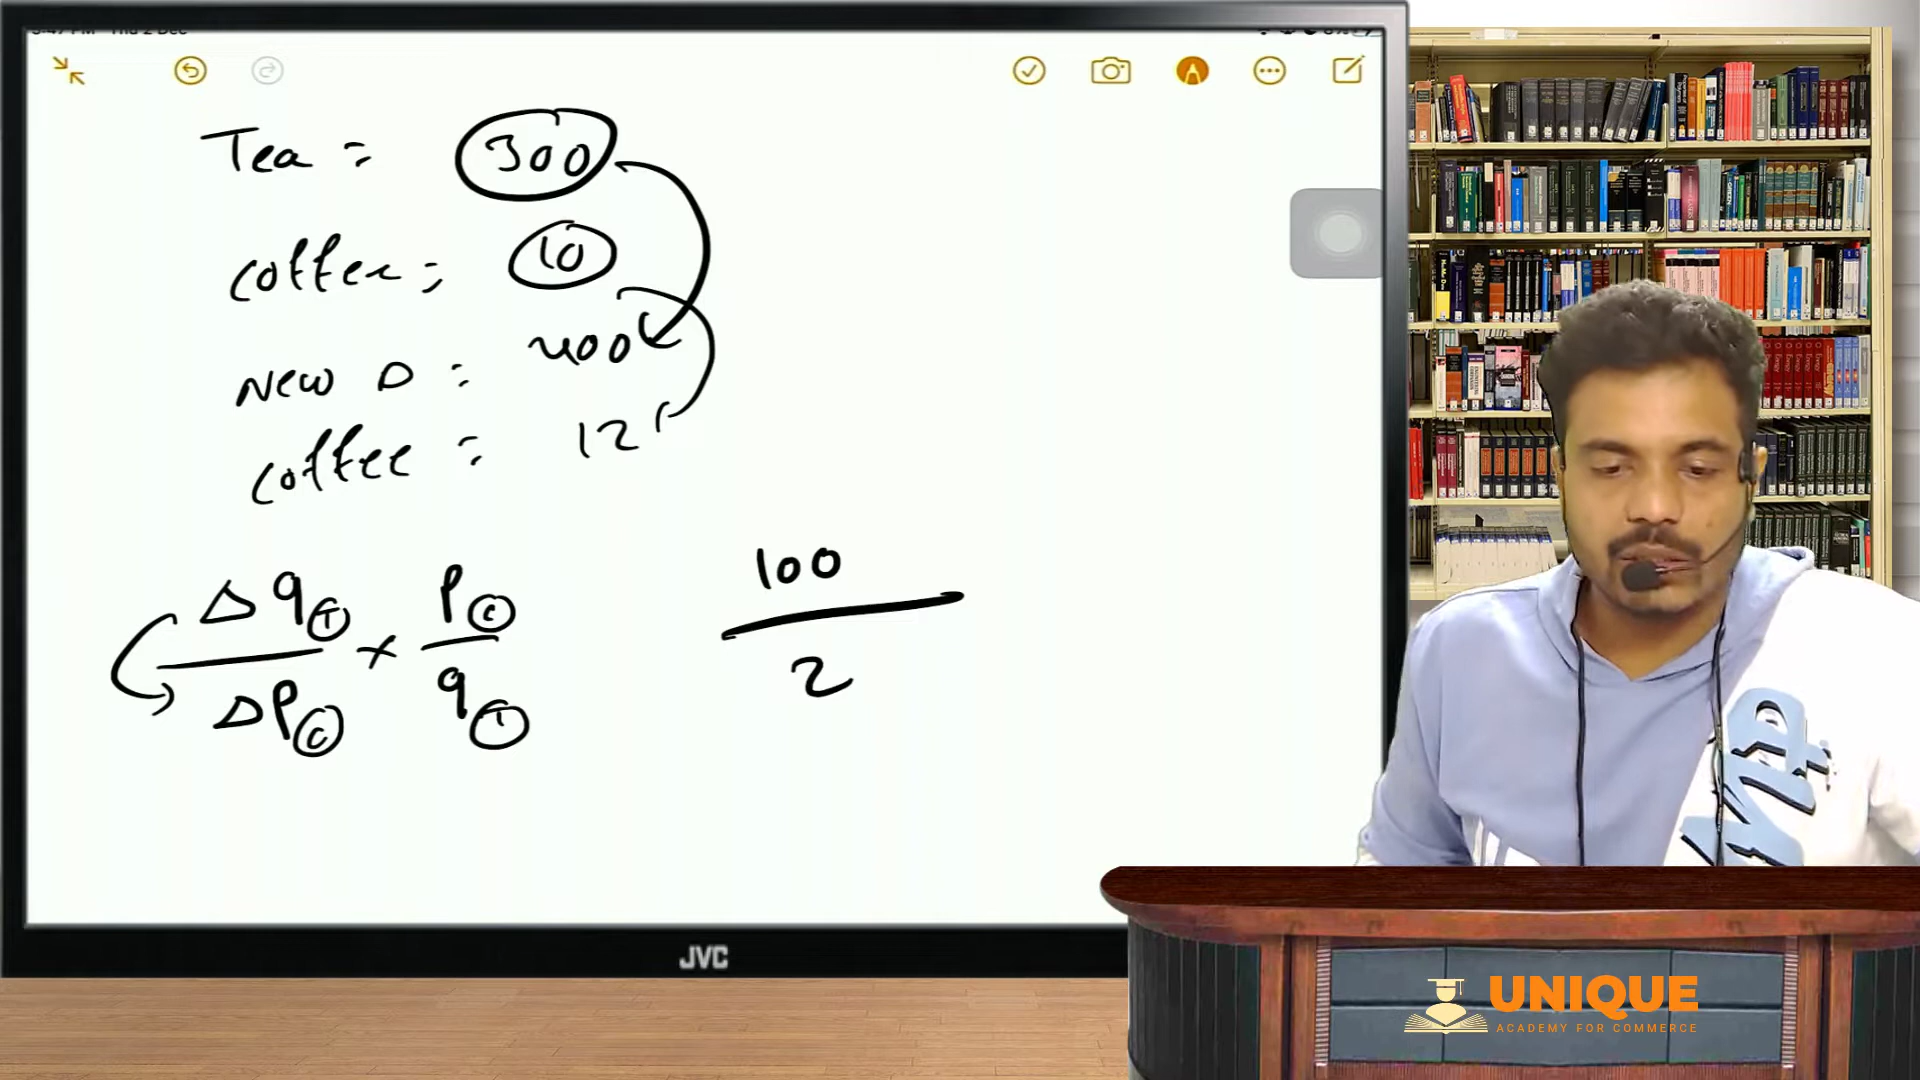 Tea = 300
coffee = 10
New D = 400
coffee = 12
Δq(T) / ΔP(c) × P(c) / q(T)
100 / 2
JVC
UNIQUE
ACADEMY FOR COMMERCE